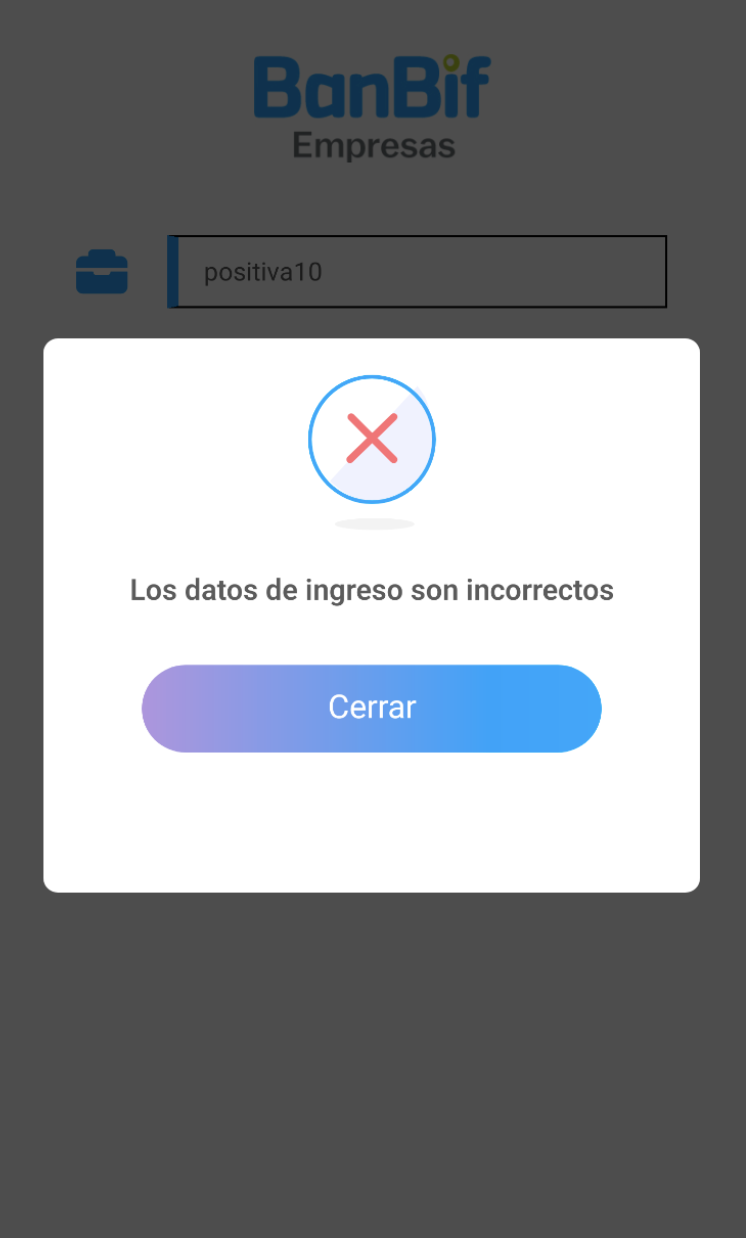 BanBif
Empresas
positiva10
Los datos de ingreso son incorrectos
Cerrar